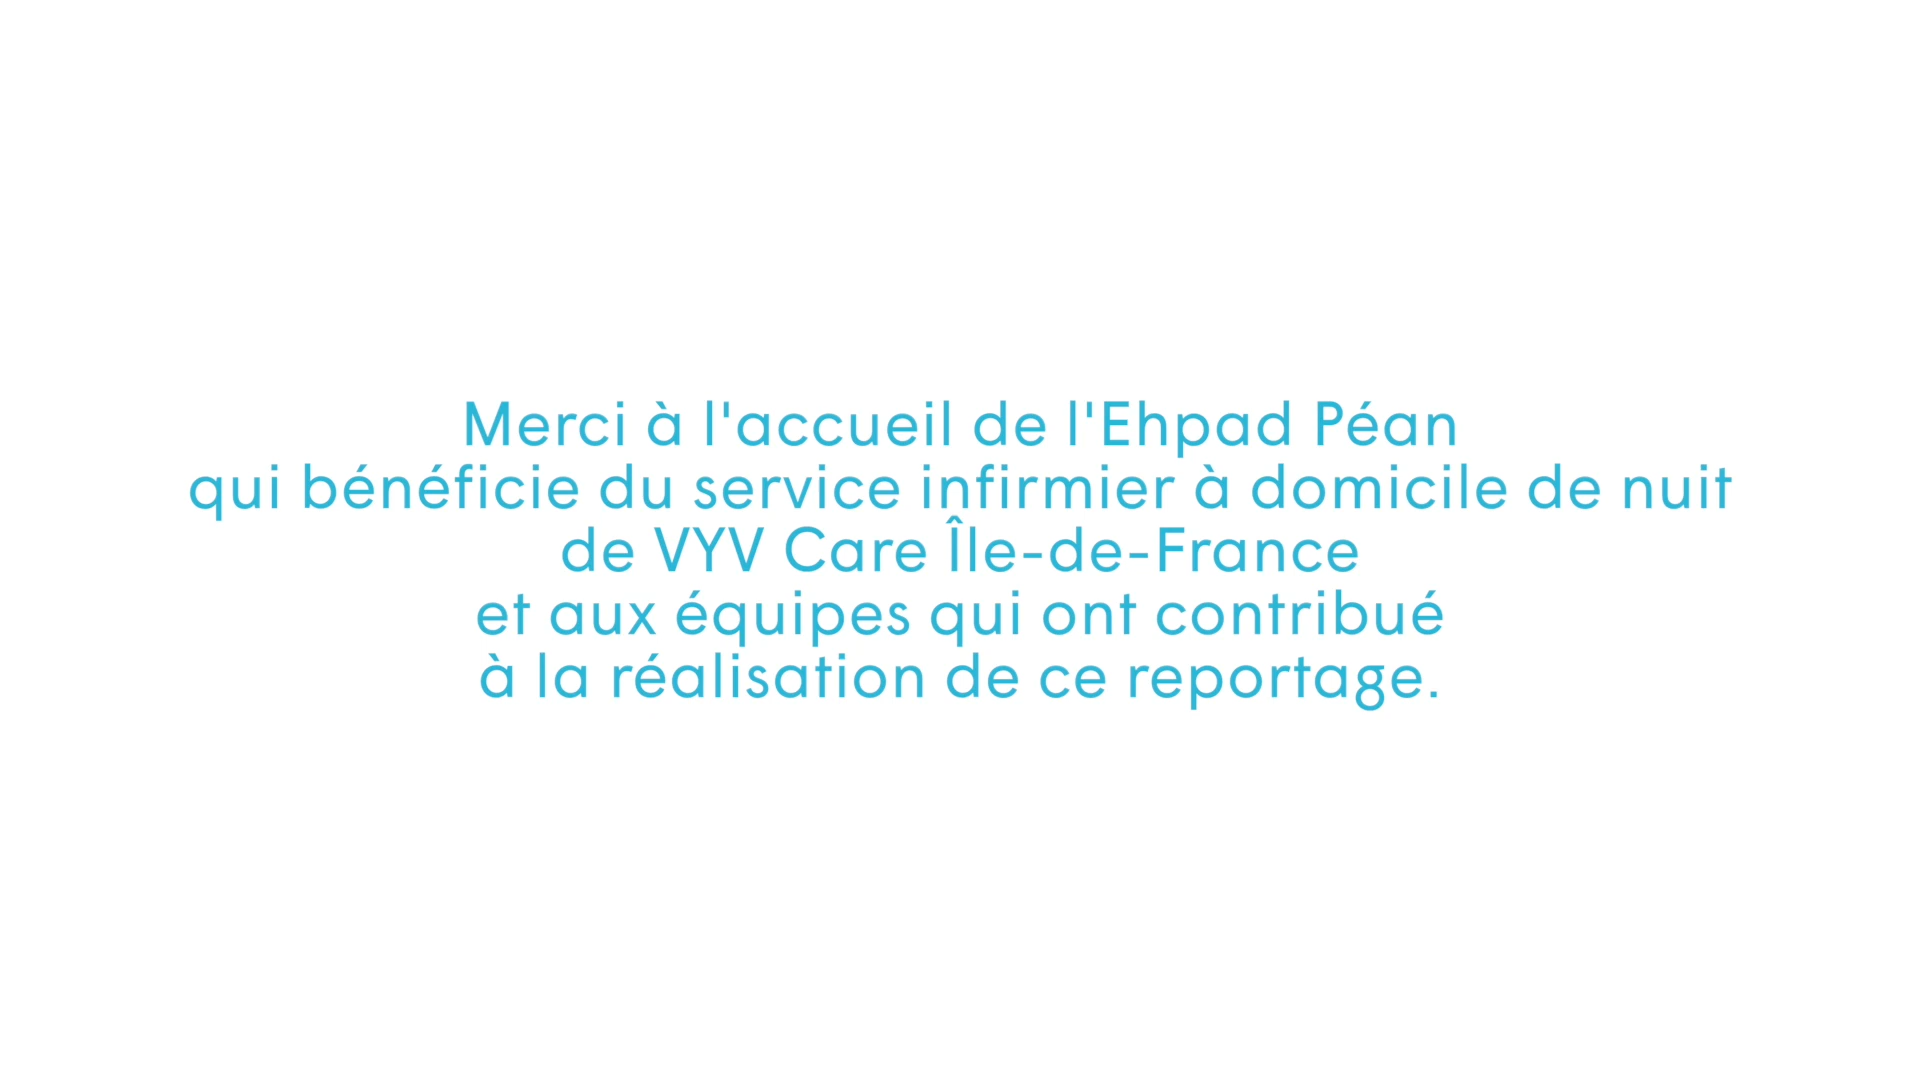 Merci à l'accueil de l'Ehpad Péan
qui bénéficie du service infirmier à domicile de nuit
de VYV Care Île-de-France
et aux équipes qui ont contribué
à la réalisation de ce reportage.